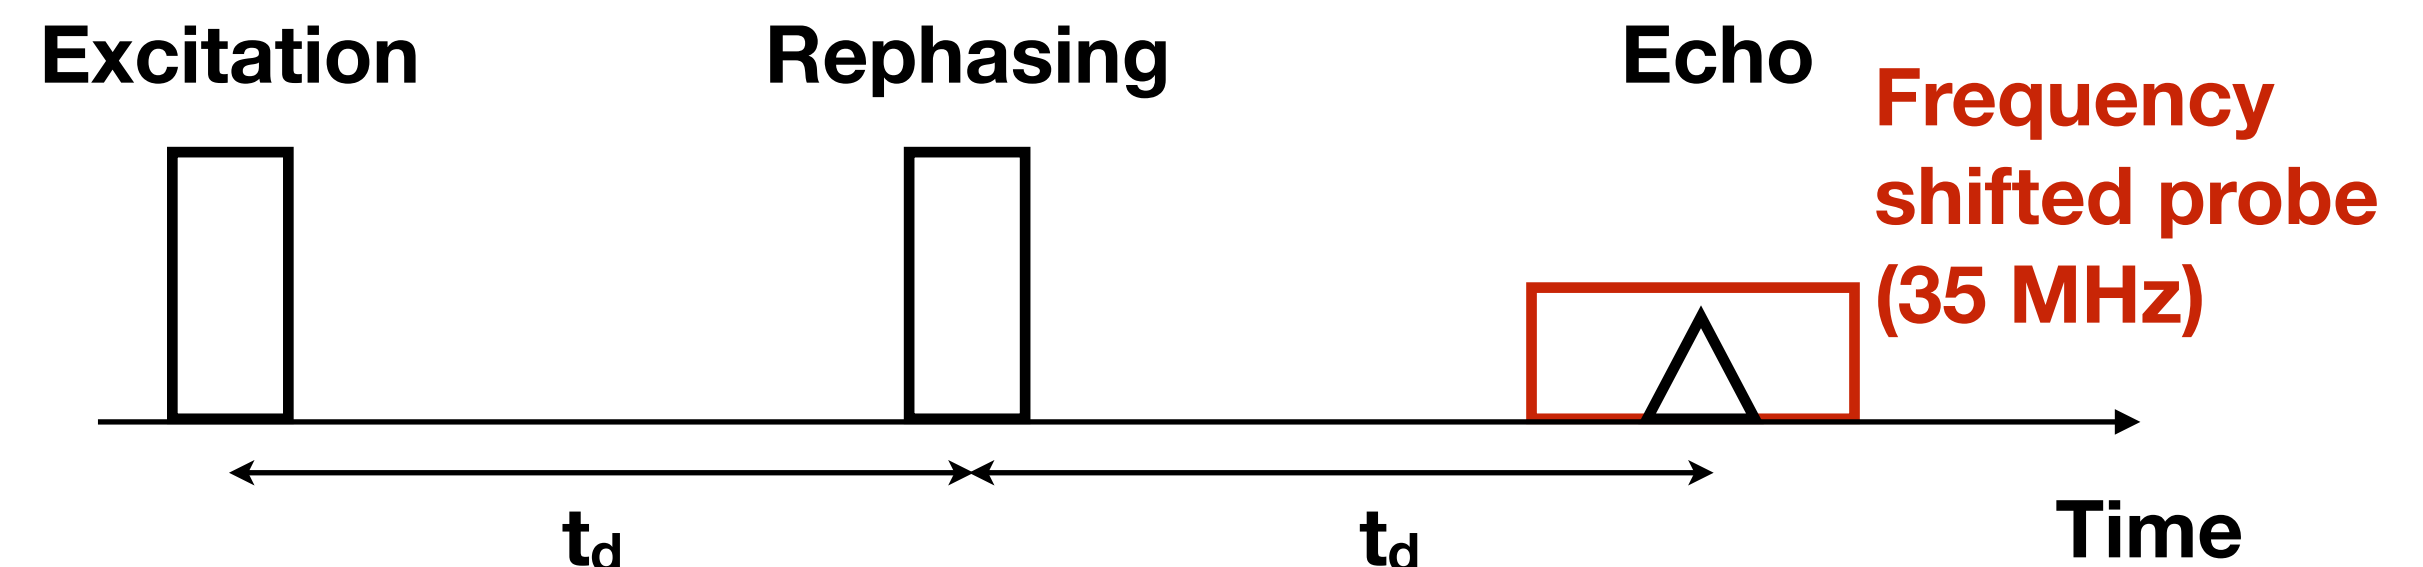 Excitation
Rephasing
Echo
Frequency
shifted probe
(35 MHz)
td
td
Time